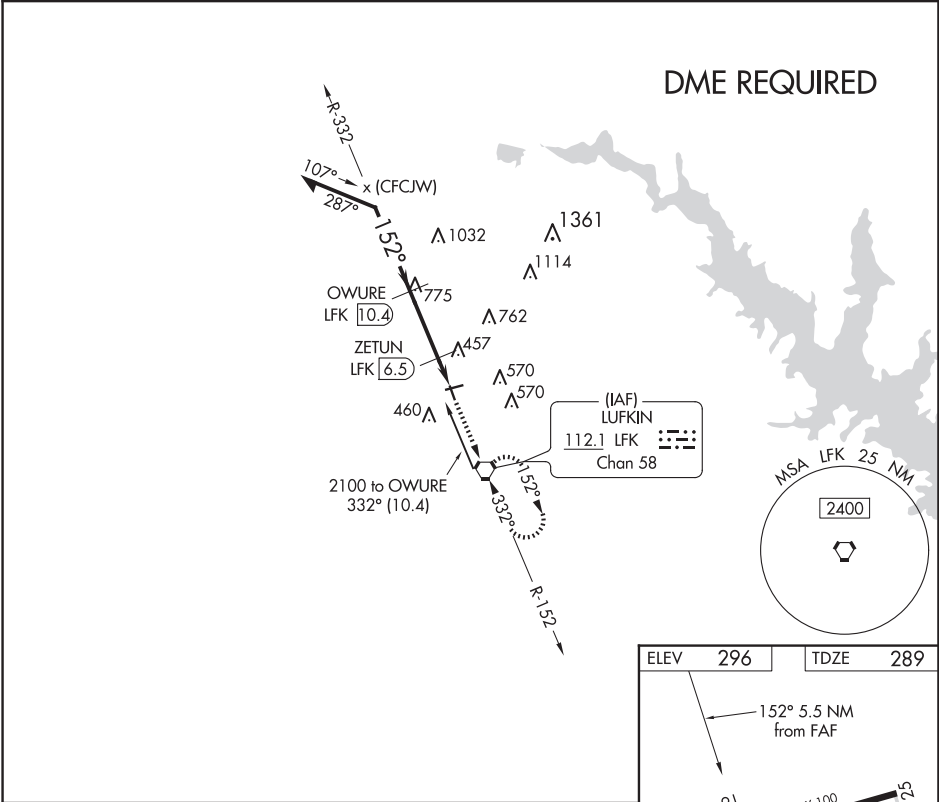 DME REQUIRED
R-332
107°
(CFCJW)
287°
152°
1032
1361
1114
OWURE
LFK 10.4
775
762
ZETUN
LFK 6.5
457
570
570
460
(IAF)
LUFKIN
112.1 LFK
Chan 58
2100 to OWURE
332° (10.4)
152°
332°
R-152
MSA LFK 25 NM
2400
ELEV 296
TDZE 289
152° 5.5 NM
from FAF
100
25